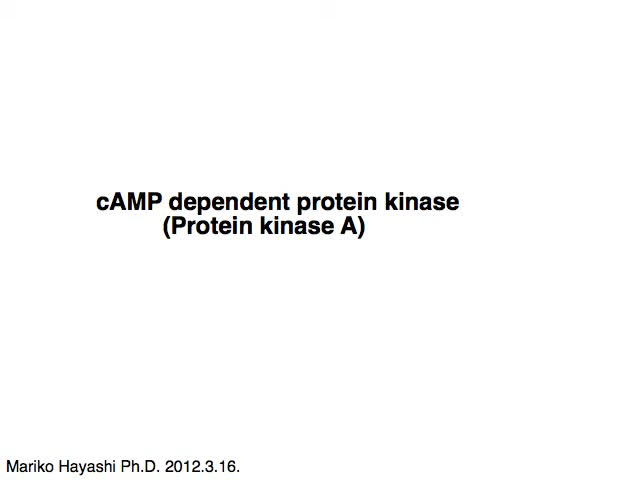 cAMP dependent protein kinase
(Protein kinase A)
Mariko Hayashi Ph.D. 2012.3.16.